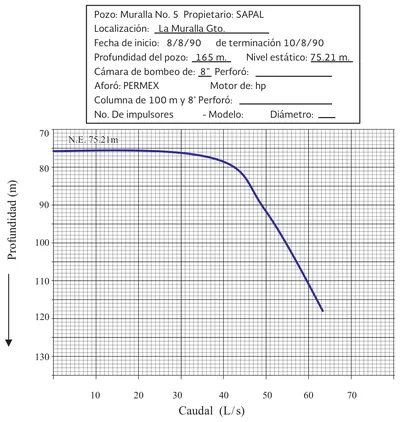 Pozo: Muralla No. 5 Propietario: SAPAL
Localización: La Muralla Gto.
Fecha de inicio: 8/8/90 de terminación 10/8/90
Profundidad del pozo: 165 m. Nivel estático: 75.21 m.
Cámara de bombeo de: 8" Perforó:
Aforó: PERMEX Motor de: hp
Columna de 100 m y 8' Perforó:
No. De impulsores - Modelo: Diámetro:
N.E. 75.21m
70
80
90
100
110
120
130
Profundidad (m)
10 20 30 40 50 60 70
Caudal (L/s)